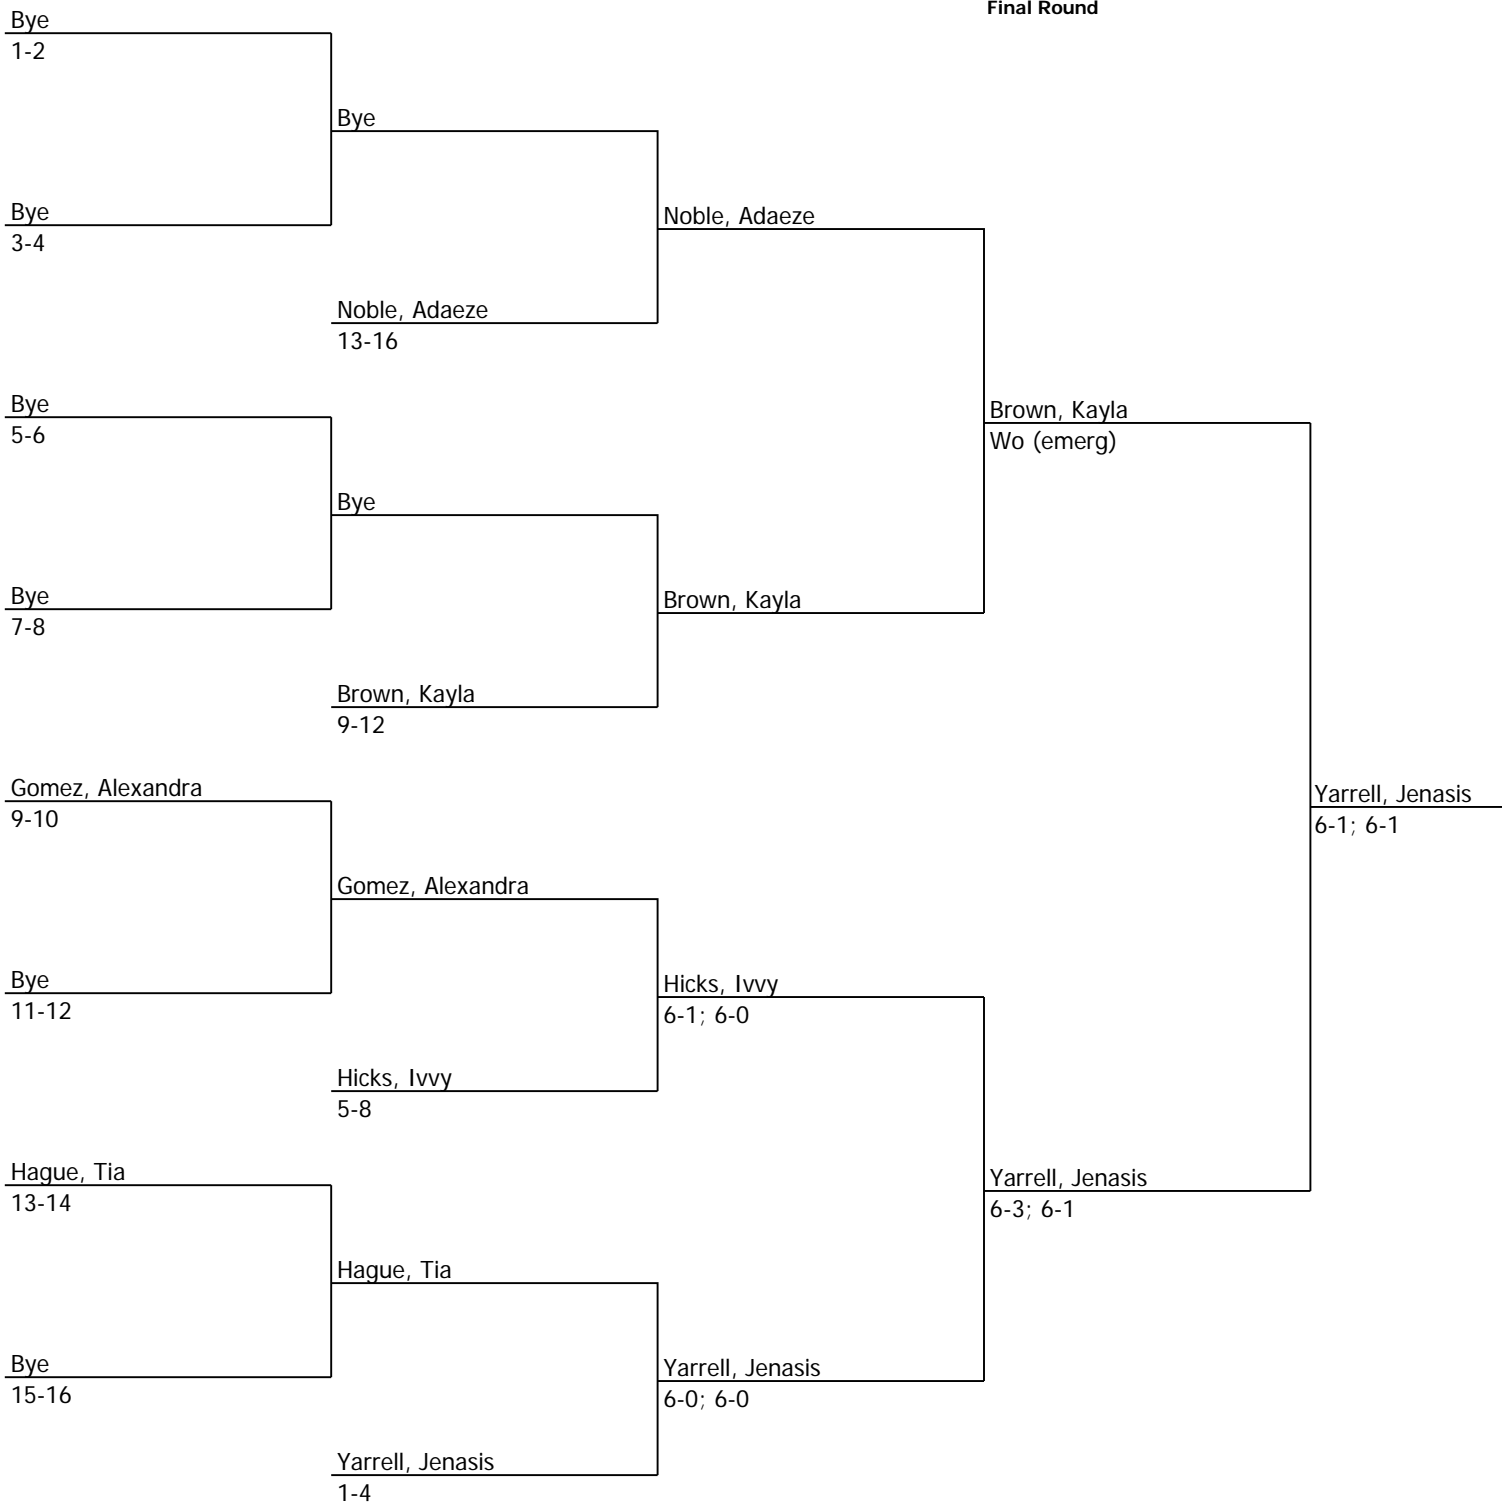 Final Round
Bye
1-2
Bye
Bye
3-4
Noble, Adaeze
Noble, Adaeze
13-16
Bye
5-6
Brown, Kayla
Wo (emerg)
Bye
Bye
7-8
Brown, Kayla
Brown, Kayla
9-12
Gomez, Alexandra
9-10
Yarrell, Jenasis
6-1; 6-1
Gomez, Alexandra
Bye
11-12
Hicks, Ivvy
6-1; 6-0
Hicks, Ivvy
5-8
Hague, Tia
13-14
Yarrell, Jenasis
6-3; 6-1
Hague, Tia
Bye
15-16
Yarrell, Jenasis
6-0; 6-0
Yarrell, Jenasis
1-4